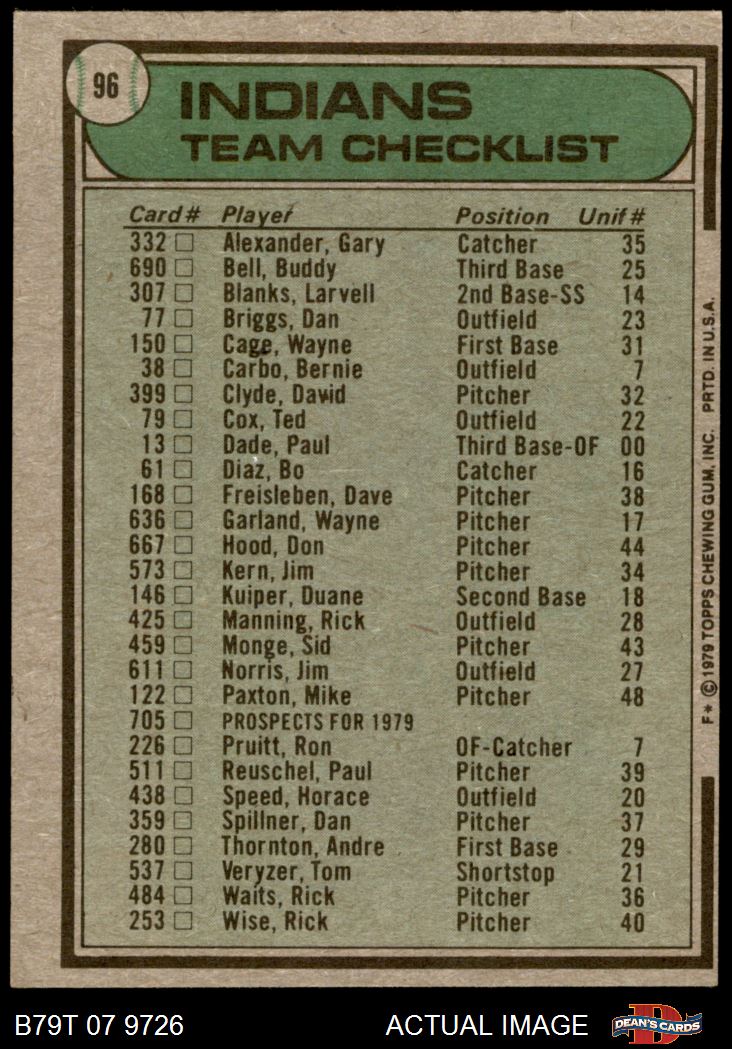 96
INDIANS
TEAM CHECKLIST
Card# Player Position Unif#
332 Alexander, Gary Catcher 35
690 Bell, Buddy Third Base 25
307 Blanks, Larvell 2nd Base-SS 14
77 Briggs, Dan Outfield 23
150 Cage, Wayne First Base 31
38 Carbo, Bernie Outfield 7
399 Clyde, David Pitcher 32
79 Cox, Ted Outfield 22
13 Dade, Paul Third Base-OF 00
61 Diaz, Bo Catcher 16
168 Freisleben, Dave Pitcher 38
636 Garland, Wayne Pitcher 17
667 Hood, Don Pitcher 44
573 Kern, Jim Pitcher 34
146 Kuiper, Duane Second Base 18
425 Manning, Rick Outfield 28
459 Monge, Sid Pitcher 43
611 Norris, Jim Outfield 27
122 Paxton, Mike Pitcher 48
705 PROSPECTS FOR 1979
226 Pruitt, Ron OF-Catcher 7
511 Reuschel, Paul Pitcher 39
438 Speed, Horace Outfield 20
359 Spillner, Dan Pitcher 37
280 Thornton, Andre First Base 29
537 Veryzer, Tom Shortstop 21
484 Waits, Rick Pitcher 36
253 Wise, Rick Pitcher 40
F* © 1979 TOPPS CHEWING GUM, INC. PRTD. IN U.S.A.
B79T 07 9726 ACTUAL IMAGE DEAN'S CARDS